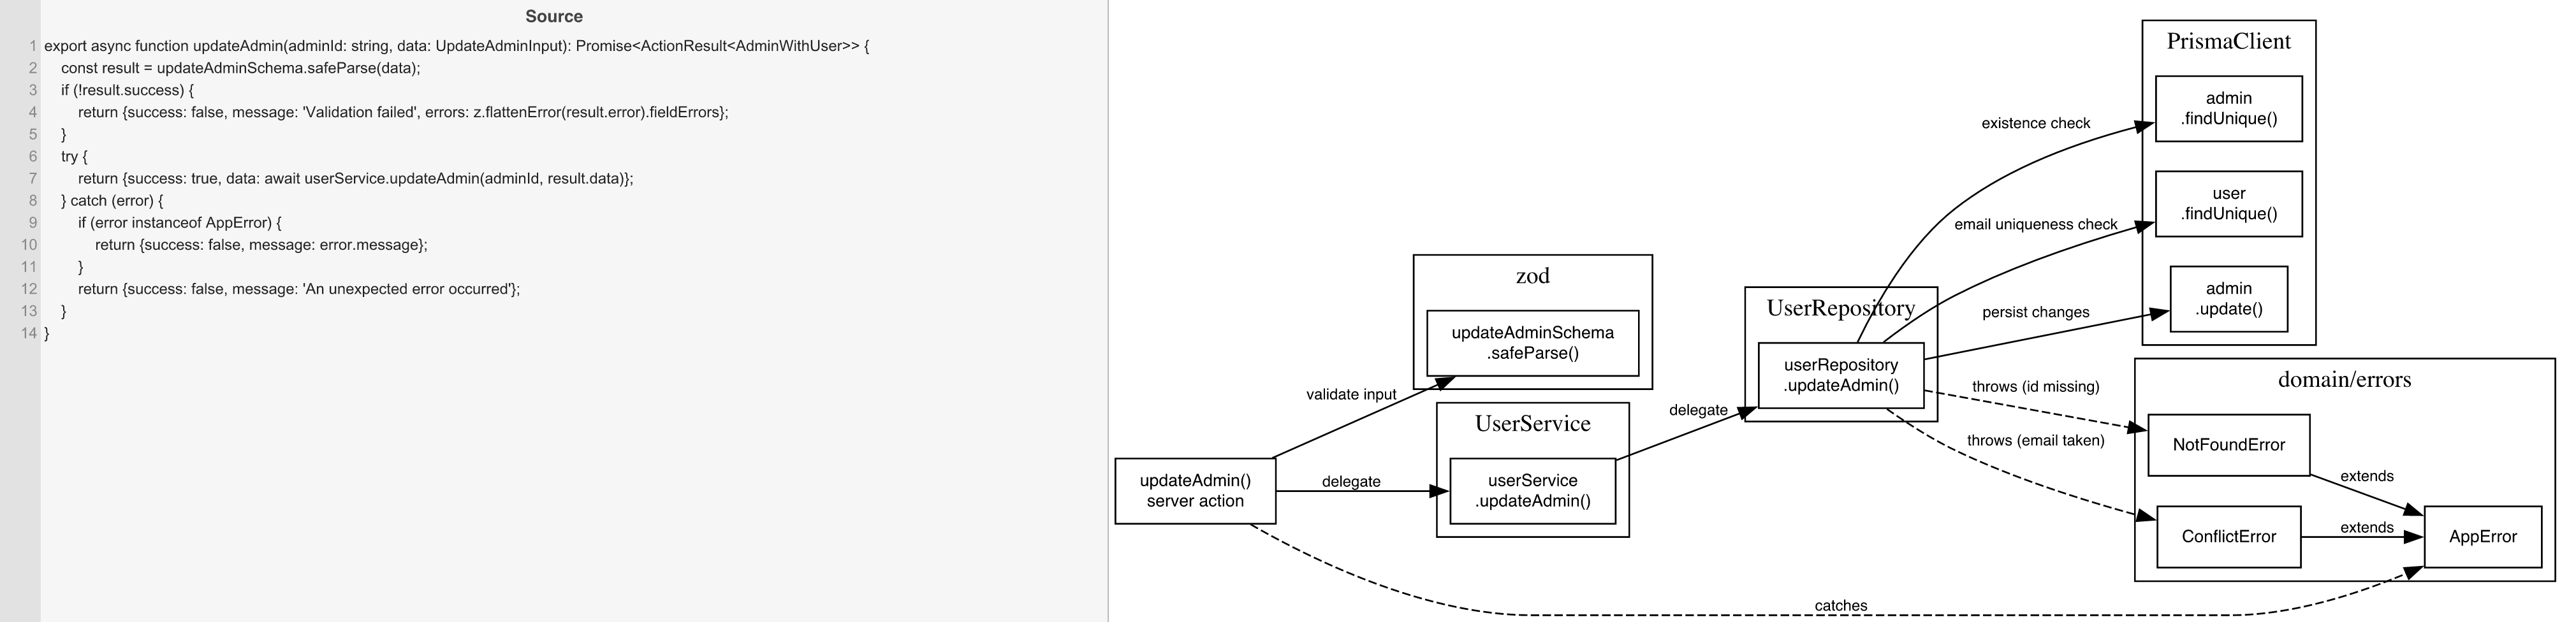 Source
1 export async function updateAdmin(adminId: string, data: UpdateAdminInput): Promise<ActionResult<AdminWithUser>> {
2 const result = updateAdminSchema.safeParse(data);
3 if (!result.success) {
4 return {success: false, message: 'Validation failed', errors: z.flattenError(result.error).fieldErrors};
5 }
6 try {
7 return {success: true, data: await userService.updateAdmin(adminId, result.data)};
8 } catch (error) {
9 if (error instanceof AppError) {
10 return {success: false, message: error.message};
11 }
12 return {success: false, message: 'An unexpected error occurred'};
13 }
14 }
updateAdmin()
server action
validate input
delegate
catches
zod
updateAdminSchema
.safeParse()
UserService
userService
.updateAdmin()
delegate
UserRepository
userRepository
.updateAdmin()
existence check
email uniqueness check
persist changes
throws (id missing)
throws (email taken)
PrismaClient
admin
.findUnique()
user
.findUnique()
admin
.update()
domain/errors
NotFoundError
extends
ConflictError
extends
AppError